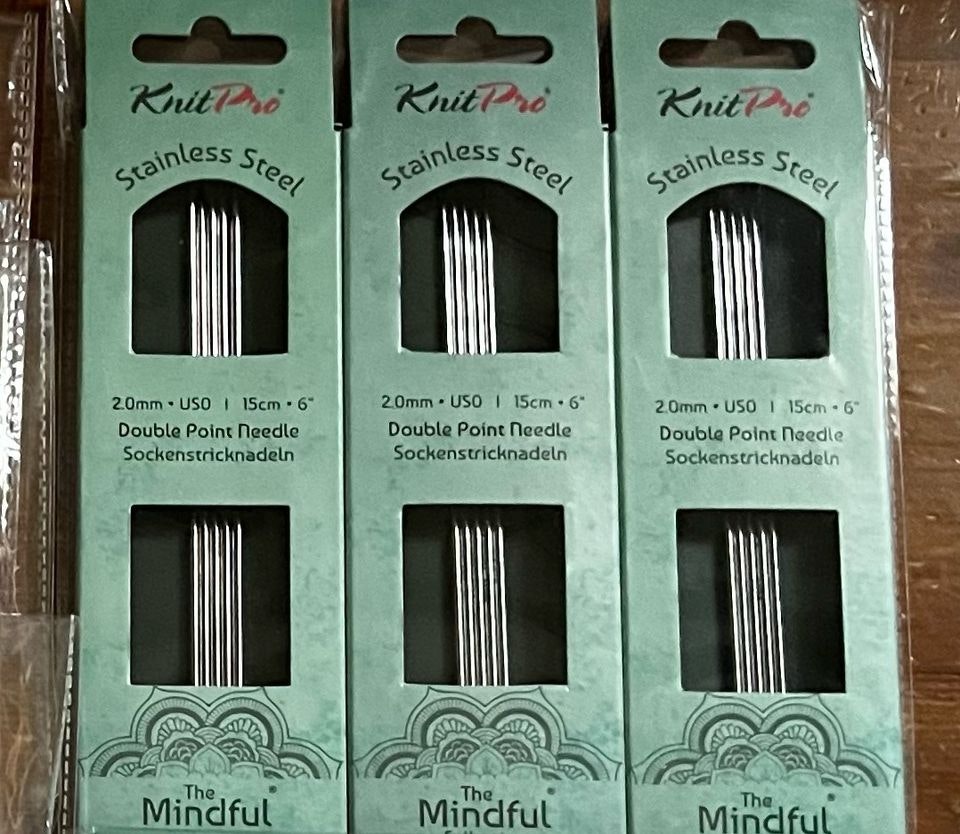 KnitPro®
Stainless Steel
2.0mm • US0 | 15cm • 6"
Double Point Needle
Sockenstricknadeln
The
Mindful®
KnitPro®
Stainless Steel
2.0mm • US0 | 15cm • 6"
Double Point Needle
Sockenstricknadeln
The
Mindful®
KnitPro®
Stainless Steel
2.0mm • US0 | 15cm • 6"
Double Point Needle
Sockenstricknadeln
The
Mindful®